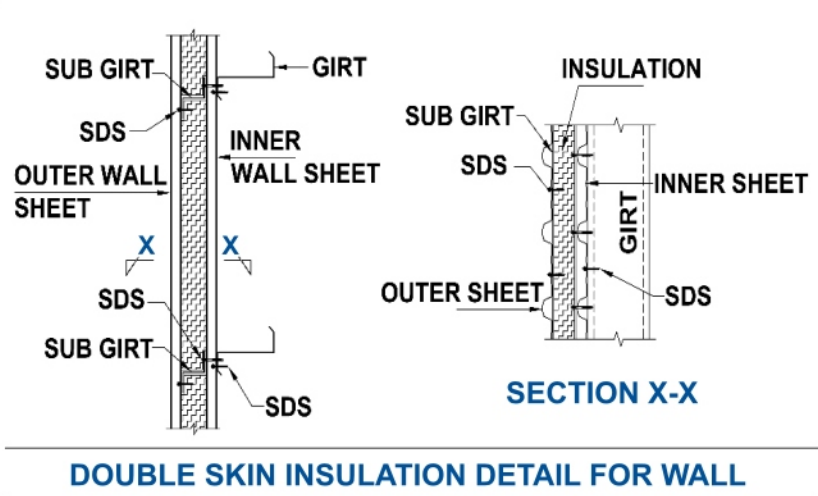 SUB GIRT
GIRT
SDS
INNER
WALL SHEET
OUTER WALL
SHEET
X
X
SDS
SUB GIRT
SDS
INSULATION
SUB GIRT
SDS
INNER SHEET
GIRT
OUTER SHEET
SDS
SECTION X-X
DOUBLE SKIN INSULATION DETAIL FOR WALL